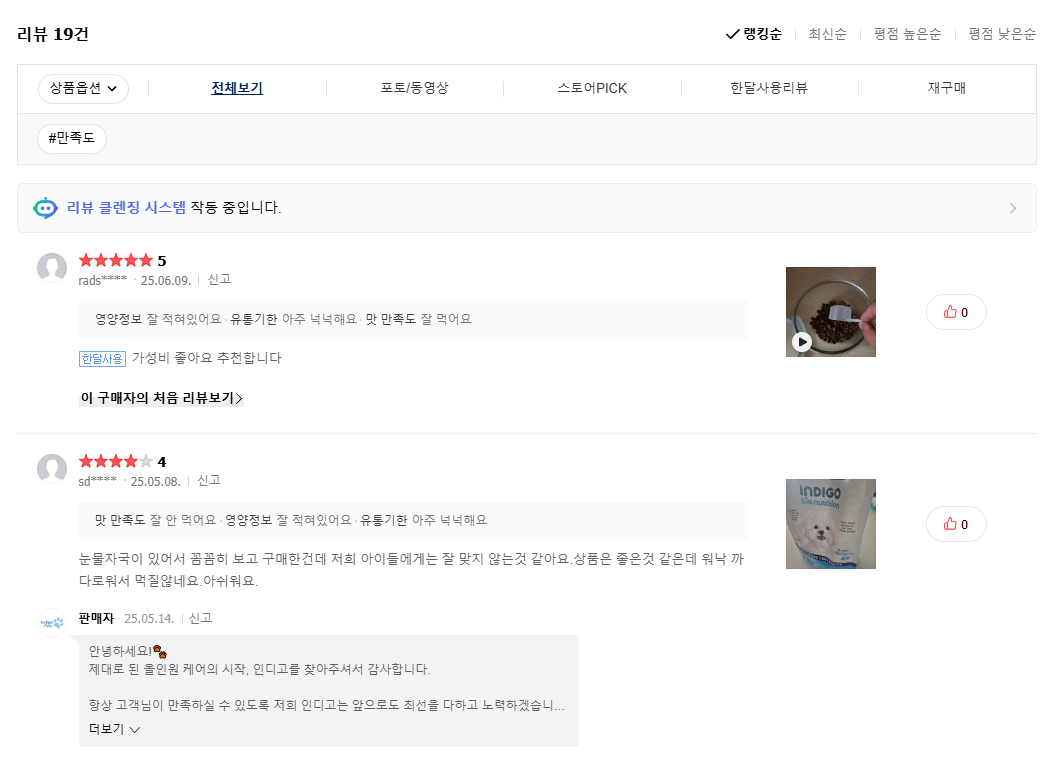 리뷰 19건
랭킹순 최신순 평점 높은순 평점 낮은순
상품옵션 전체보기 포토/동영상 스토어PICK 한달사용리뷰 재구매
#만족도
리뷰 클렌징 시스템 작동 중입니다.
5
rads**** · 25.06.09. 신고
영양정보 잘 적혀있어요 · 유통기한 아주 넉넉해요 · 맛 만족도 잘 먹어요
0
한달사용 가성비 좋아요 추천합니다
이 구매자의 처음 리뷰보기
4
sd**** · 25.05.08. 신고
맛 만족도 잘 안 먹어요 · 영양정보 잘 적혀있어요 · 유통기한 아주 넉넉해요
INDIGO
0
눈물자국이 있어서 꼼꼼히 보고 구매한건데 저희 아이들에게는 잘 맞지 않는것 같아요.상품은 좋은것 같은데 워낙 까
다로워서 먹질않네요.아쉬워요.
판매자 25.05.14. 신고
안녕하세요!
제대로 된 올인원 케어의 시작, 인디고를 찾아주셔서 감사합니다.
항상 고객님이 만족하실 수 있도록 저희 인디고는 앞으로도 최선을 다하고 노력하겠습니...
더보기